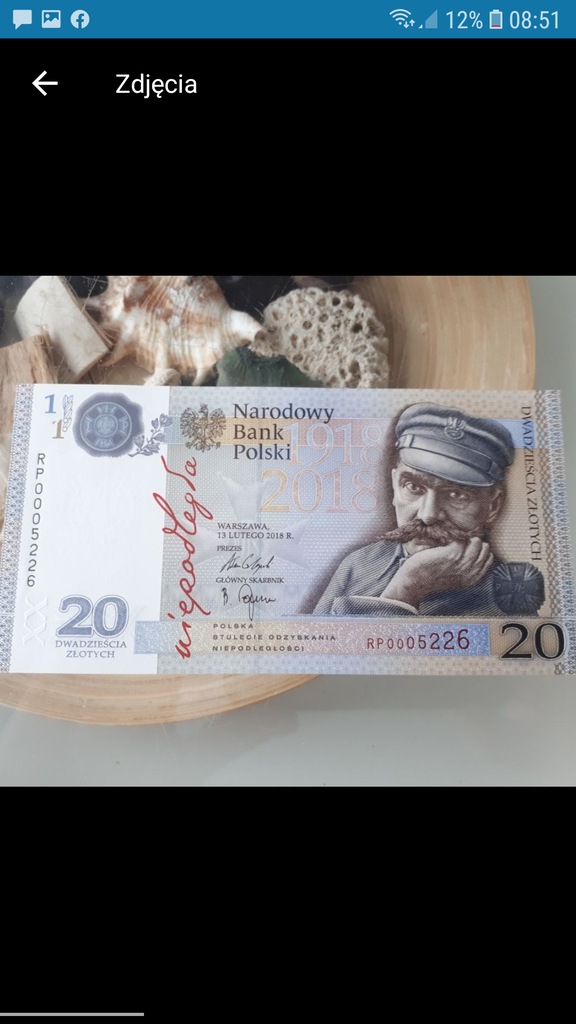 12% 08:51
Zdjęcia
1
1
Narodowy
Bank
Polski
1918
2018
RP0005226
niepodległa
WARSZAWA,
13 LUTEGO 2018 R.
PREZES
GŁÓWNY SKARBNIK
DWADZIEŚCIA ZŁOTYCH
XX
20
DWADZIEŚCIA
ZŁOTYCH
POLSKA
STULECIE ODZYSKANIA
NIEPODLEGŁOŚCI
RP0005226
20